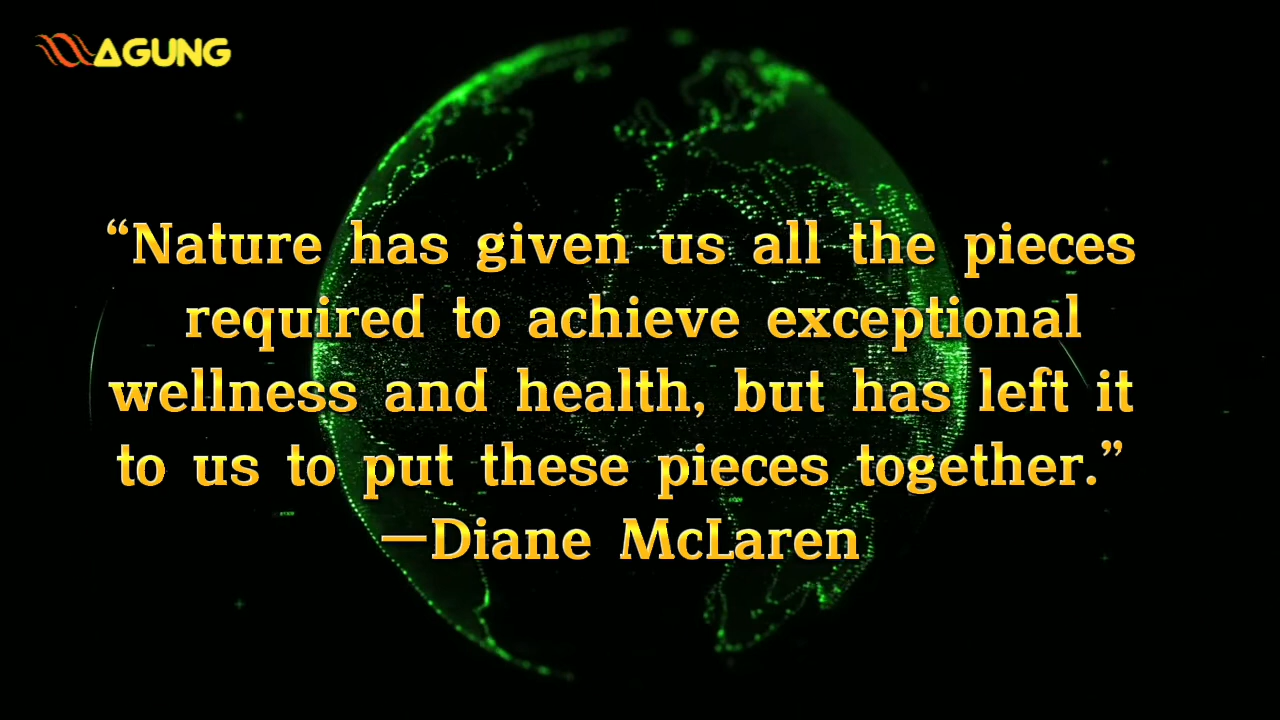 AGUNG
“Nature has given us all the pieces
required to achieve exceptional
wellness and health, but has left it
to us to put these pieces together.”
—Diane McLaren